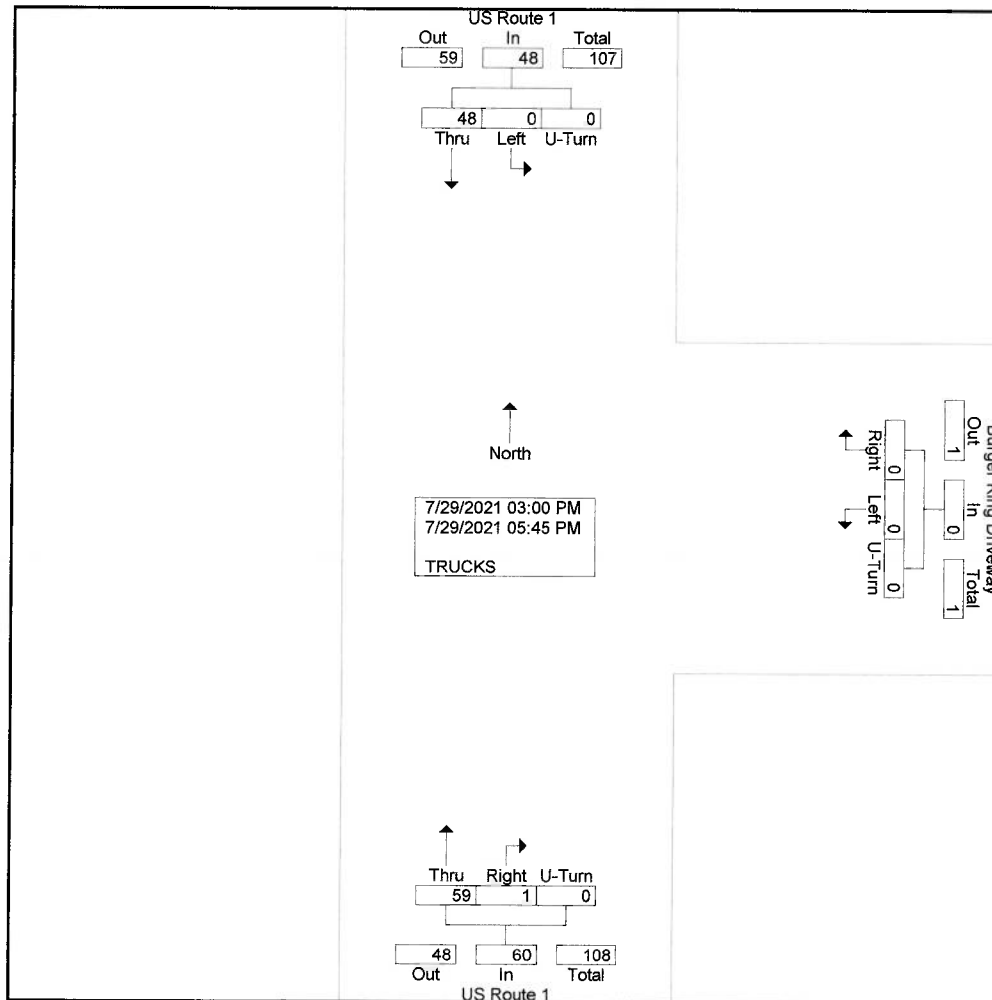 US Route 1
Out In Total
59 48 107
48 0 0
Thru Left U-Turn
North
7/29/2021 03:00 PM
7/29/2021 05:45 PM
TRUCKS
King Driveway
Out In Total
1 0 1
0 0 0
Right Left U-Turn
Thru Right U-Turn
59 1 0
48 60 108
Out In Total
US Route 1